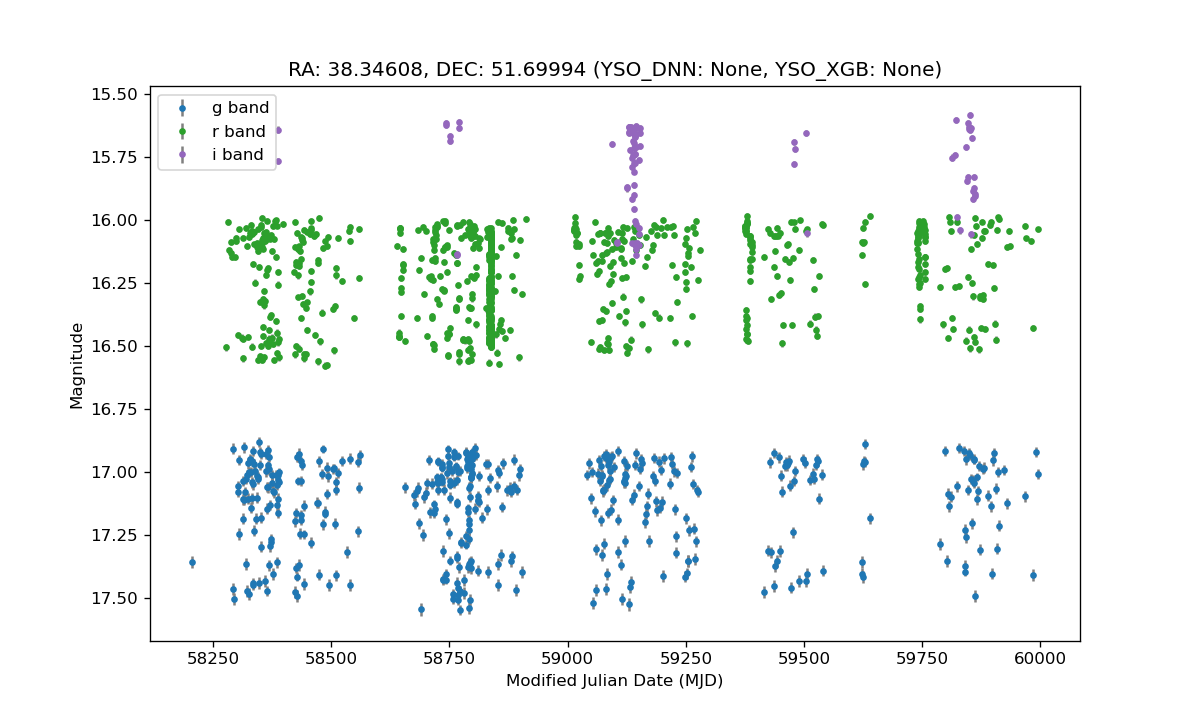 RA: 38.34608, DEC: 51.69994 (YSO_DNN: None, YSO_XGB: None)
g band
r band
i band
15.50
15.75
16.00
16.25
16.50
16.75
17.00
17.25
17.50
Magnitude
58250 58500 58750 59000 59250 59500 59750 60000
Modified Julian Date (MJD)